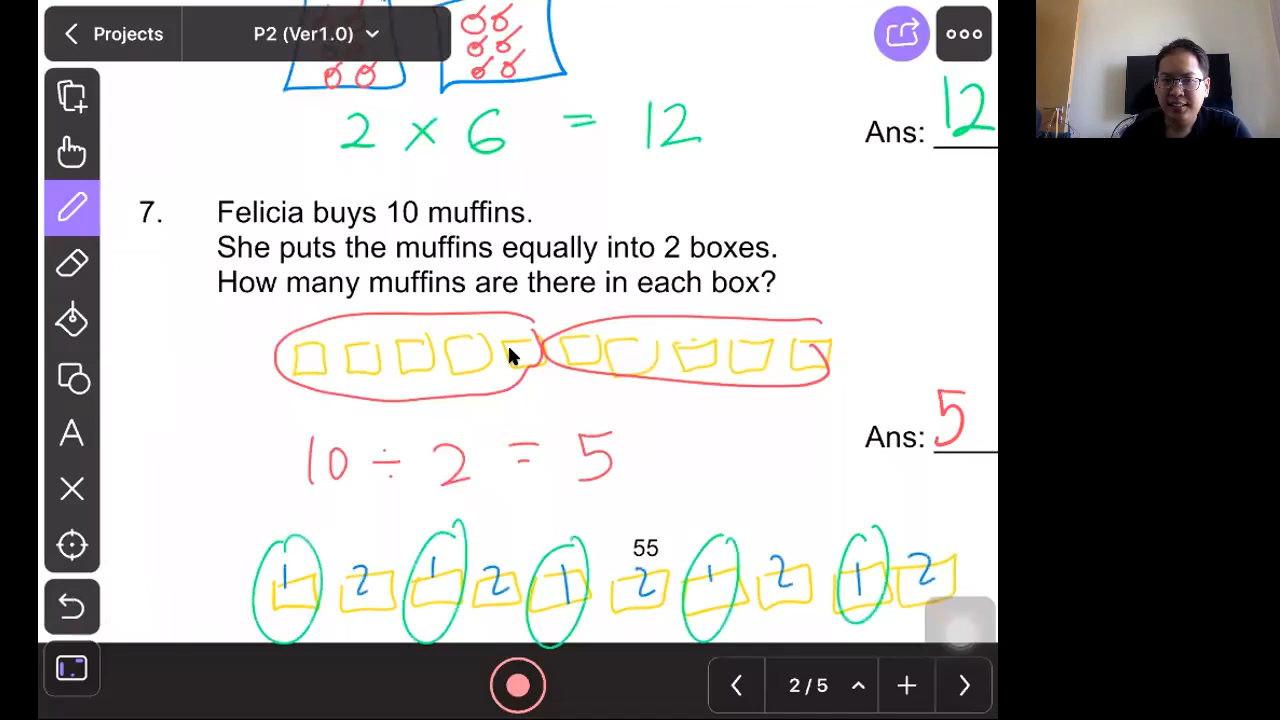 Projects
P2 (Ver1.0)
2 × 6 = 12
Ans: 12
7. Felicia buys 10 muffins.
She puts the muffins equally into 2 boxes.
How many muffins are there in each box?
10 ÷ 2 = 5
Ans: 5
55
1 2 1 2 1 2 1 2 1 2
A
2 / 5